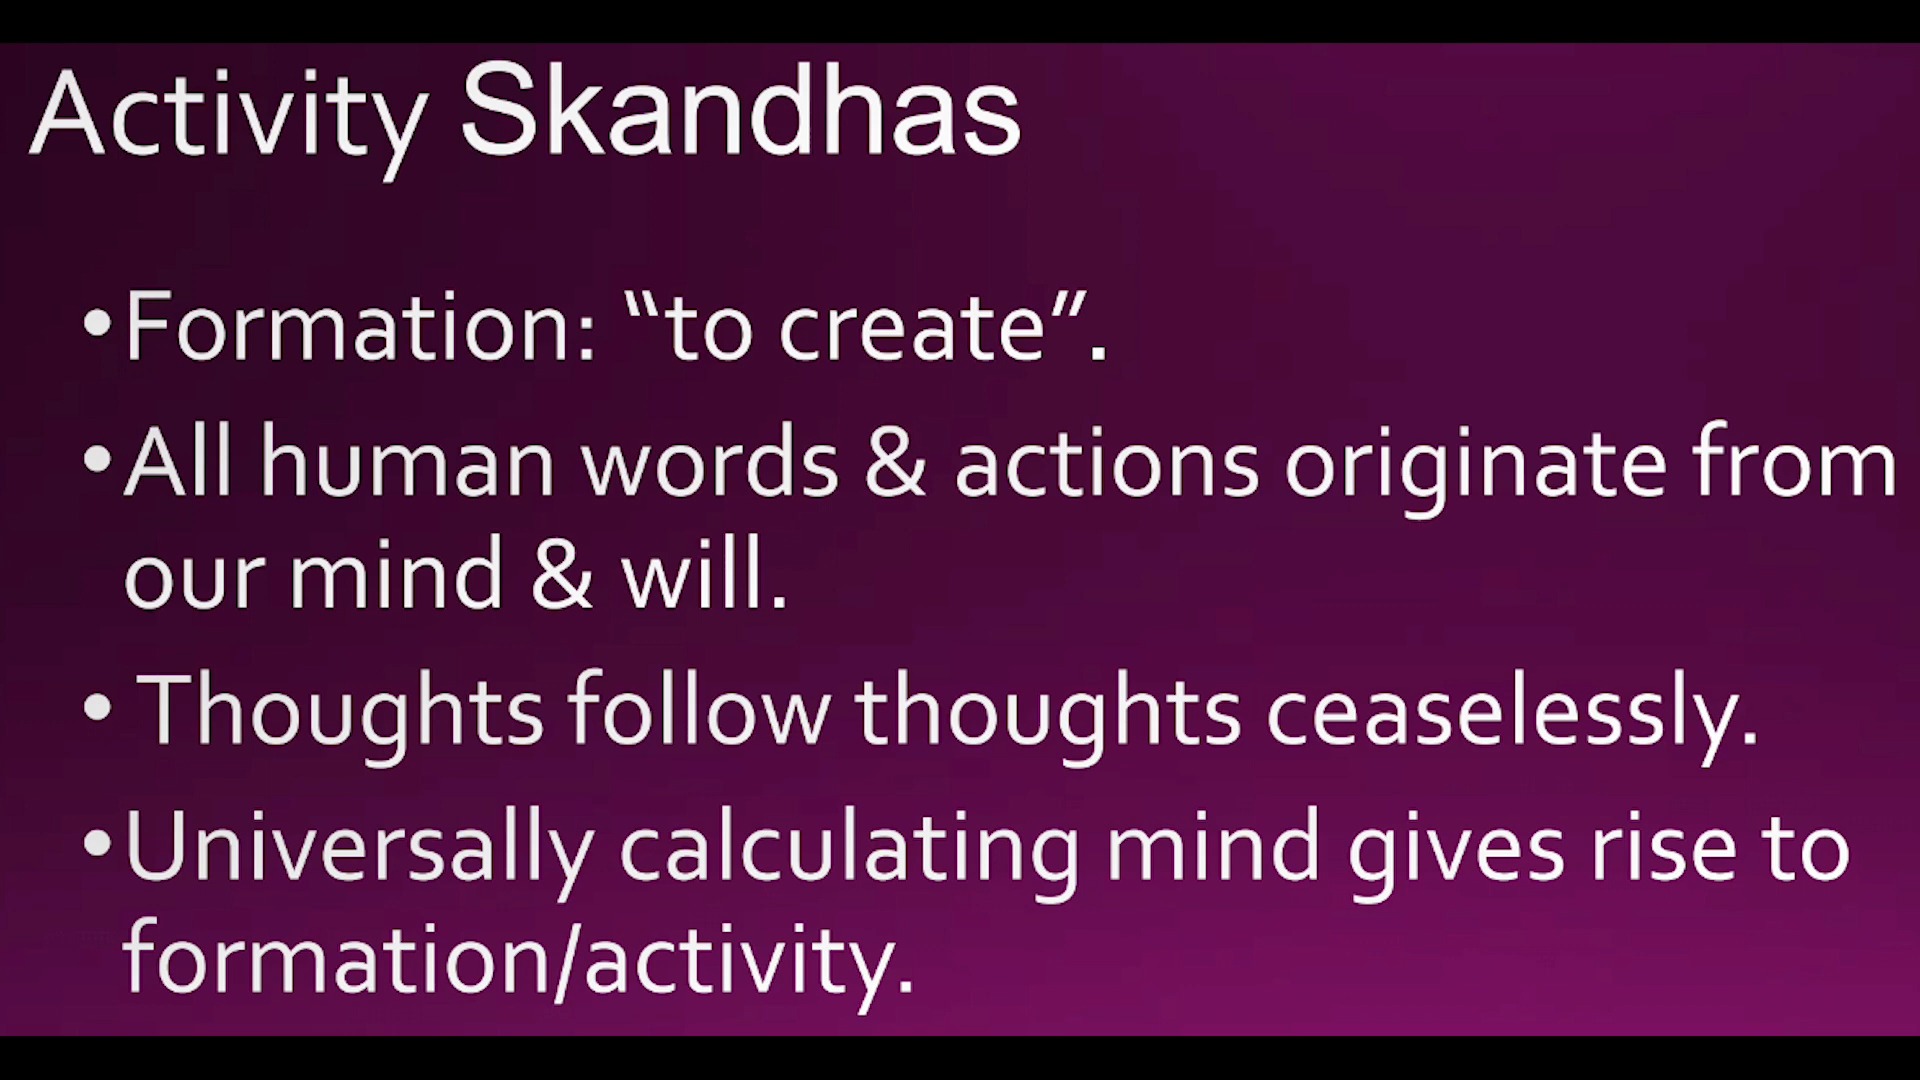 Activity Skandhas
•Formation: “to create”.
•All human words & actions originate from
our mind & will.
• Thoughts follow thoughts ceaselessly.
•Universally calculating mind gives rise to
formation/activity.